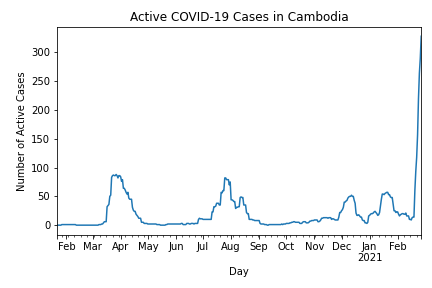 Active COVID-19 Cases in Cambodia
Number of Active Cases
300
250
200
150
100
50
0
Feb Mar Apr May Jun Jul Aug Sep Oct Nov Dec Jan Feb
2021
Day